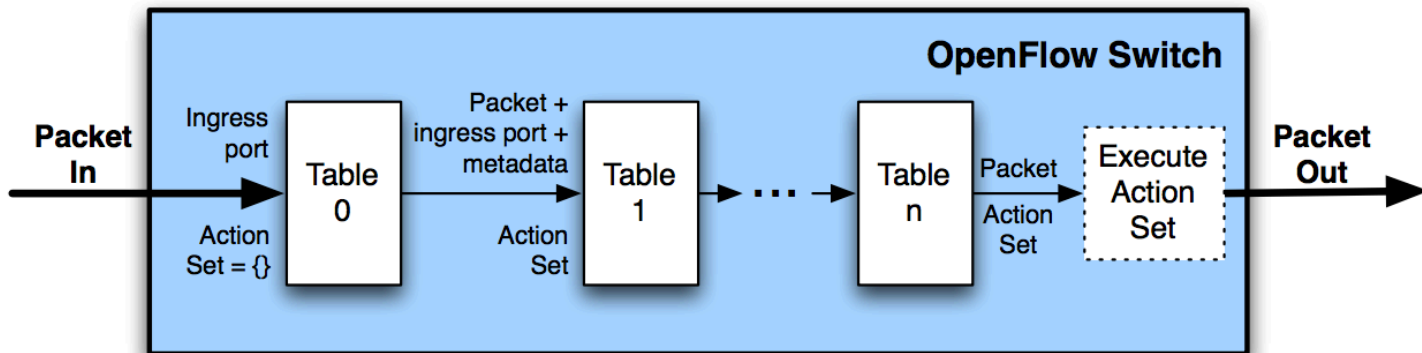 OpenFlow Switch
Packet
In
Ingress
port
Action
Set = {}
Table
0
Packet +
ingress port +
metadata
Action
Set
Table
1
...
Table
n
Packet
Action
Set
Execute
Action
Set
Packet
Out